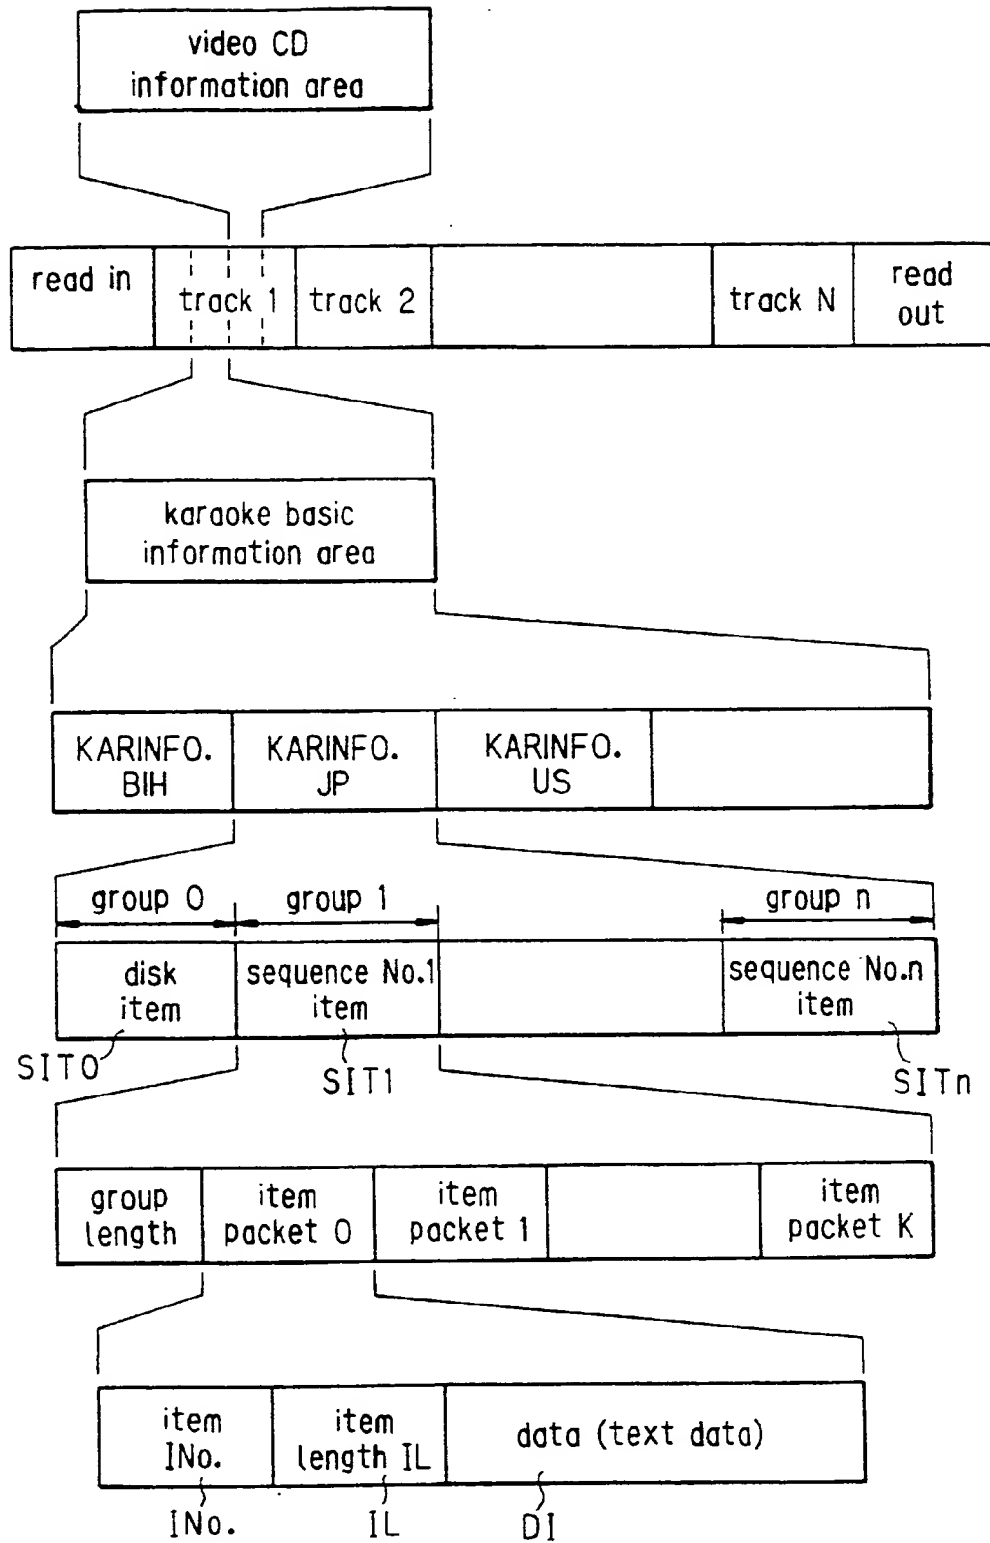 video CD
information area
read in
track 1
track 2
track N
read
out
karaoke basic
information area
KARINFO.
BIH
KARINFO.
JP
KARINFO.
US
group 0
group 1
group n
disk
item
sequence No.1
item
sequence No.n
item
SIT0
SIT1
SITn
group
length
item
packet 0
item
packet 1
item
packet K
item
INo.
item
length IL
data (text data)
INo.
IL
DI